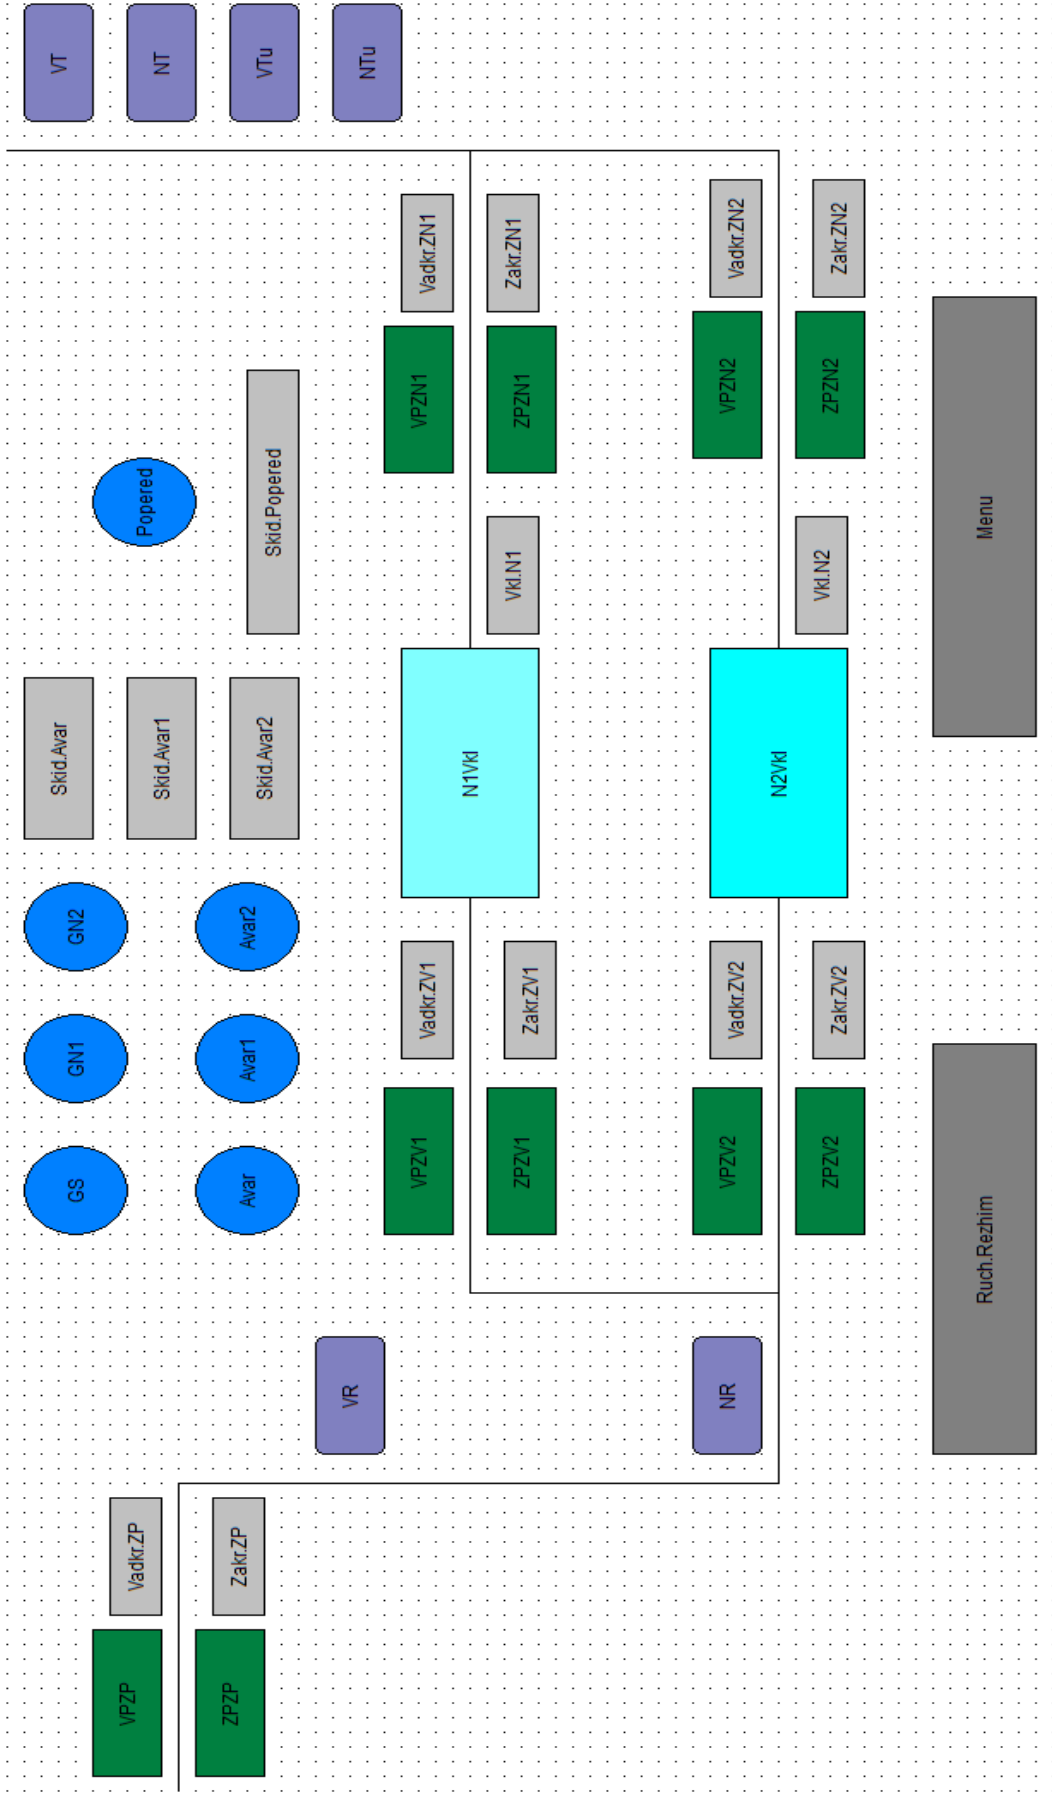 GS
GN1
GN2
Skid.Avar
VT
VPZP
Vadkr.ZP
Skid.Avar1
Popered
NT
ZPZP
Zakr.ZP
Avar
Avar1
Avar2
Skid.Avar2
Skid.Popered
VTu
VR
NTu
VPZV1
Vadkr.ZV1
VPZN1
Vadkr.ZN1
N1Vkl
ZPZV1
Zakr.ZV1
Vkl.N1
ZPZN1
Zakr.ZN1
NR
VPZV2
Vadkr.ZV2
VPZN2
Vadkr.ZN2
N2Vkl
ZPZV2
Zakr.ZV2
Vkl.N2
ZPZN2
Zakr.ZN2
Ruch.Rezhim
Menu